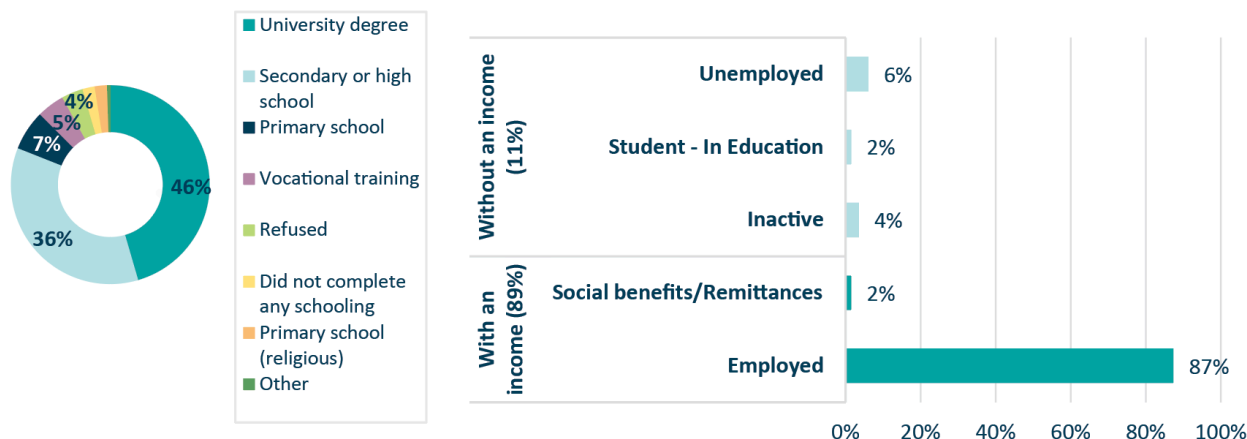 University degree
Secondary or high
school
Primary school
Vocational training
Refused
Did not complete
any schooling
Primary school
(religious)
Other
46%
36%
7%
5%
4%
Without an income
(11%)
Unemployed
6%
Student - In Education
2%
Inactive
4%
With an
income (89%)
Social benefits/Remittances
2%
Employed
87%
0%
20%
40%
60%
80%
100%